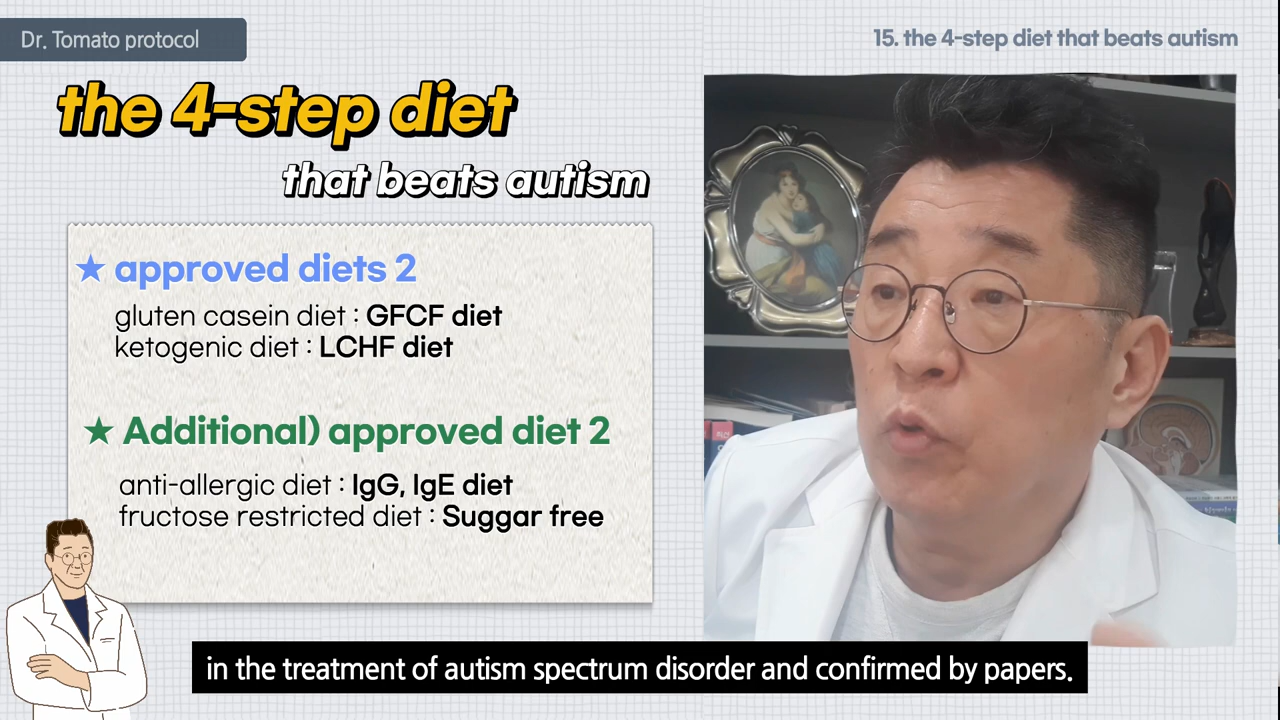 Dr. Tomato protocol
15. the 4-step diet that beats autism
the 4-step diet
that beats autism
★ approved diets 2
gluten casein diet : GFCF diet
ketogenic diet : LCHF diet
★ Additional) approved diet 2
anti-allergic diet : IgG, IgE diet
fructose restricted diet : Suggar free
in the treatment of autism spectrum disorder and confirmed by papers.